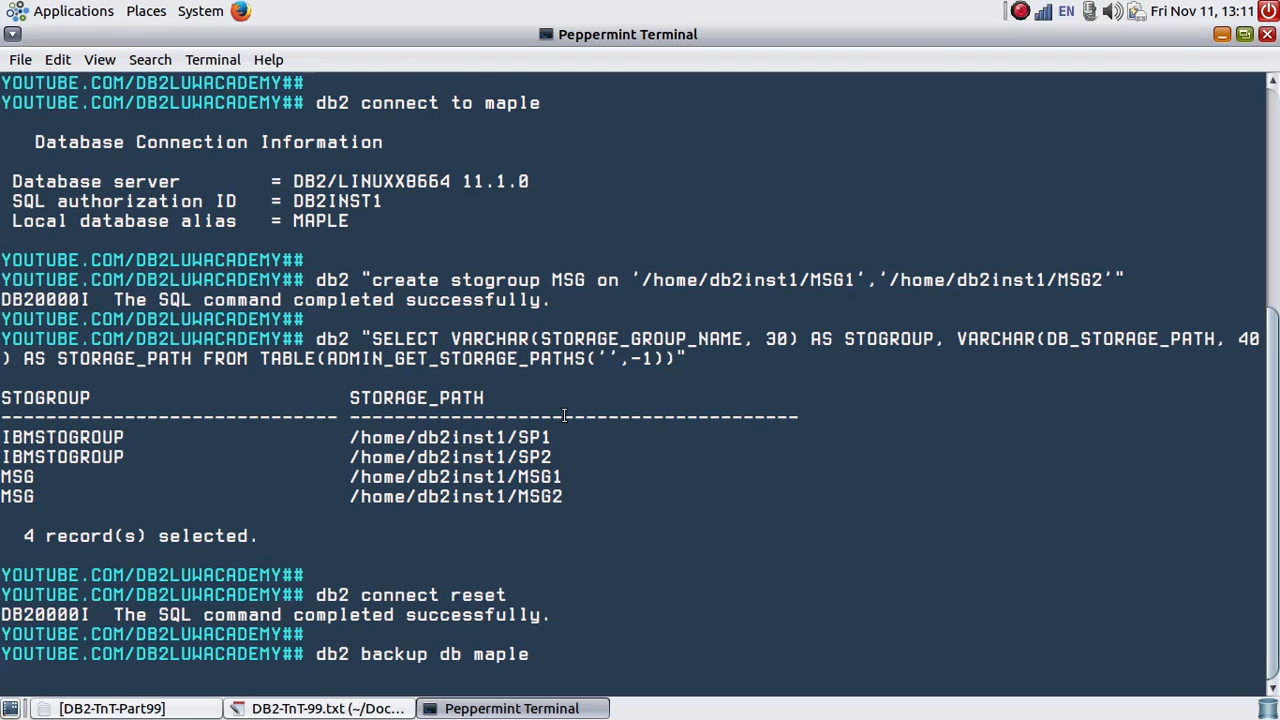 Applications Places System EN Fri Nov 11, 13:11
Peppermint Terminal
File Edit View Search Terminal Help
YOUTUBE.COM/DB2LUWACADEMY##
YOUTUBE.COM/DB2LUWACADEMY## db2 connect to maple
Database Connection Information
Database server = DB2/LINUXX8664 11.1.0
SQL authorization ID = DB2INST1
Local database alias = MAPLE
YOUTUBE.COM/DB2LUWACADEMY##
YOUTUBE.COM/DB2LUWACADEMY## db2 "create stogroup MSG on '/home/db2inst1/MSG1','/home/db2inst1/MSG2'"
DB20000I The SQL command completed successfully.
YOUTUBE.COM/DB2LUWACADEMY##
YOUTUBE.COM/DB2LUWACADEMY## db2 "SELECT VARCHAR(STORAGE_GROUP_NAME, 30) AS STOGROUP, VARCHAR(DB_STORAGE_PATH, 40
) AS STORAGE_PATH FROM TABLE(ADMIN_GET_STORAGE_PATHS('',-1))"
STOGROUP STORAGE_PATH
------------------------------ ----------------------------------------
IBMSTOGROUP /home/db2inst1/SP1
IBMSTOGROUP /home/db2inst1/SP2
MSG /home/db2inst1/MSG1
MSG /home/db2inst1/MSG2
4 record(s) selected.
YOUTUBE.COM/DB2LUWACADEMY##
YOUTUBE.COM/DB2LUWACADEMY## db2 connect reset
DB20000I The SQL command completed successfully.
YOUTUBE.COM/DB2LUWACADEMY##
YOUTUBE.COM/DB2LUWACADEMY## db2 backup db maple
[DB2-TnT-Part99] DB2-TnT-99.txt (~/Doc... Peppermint Terminal